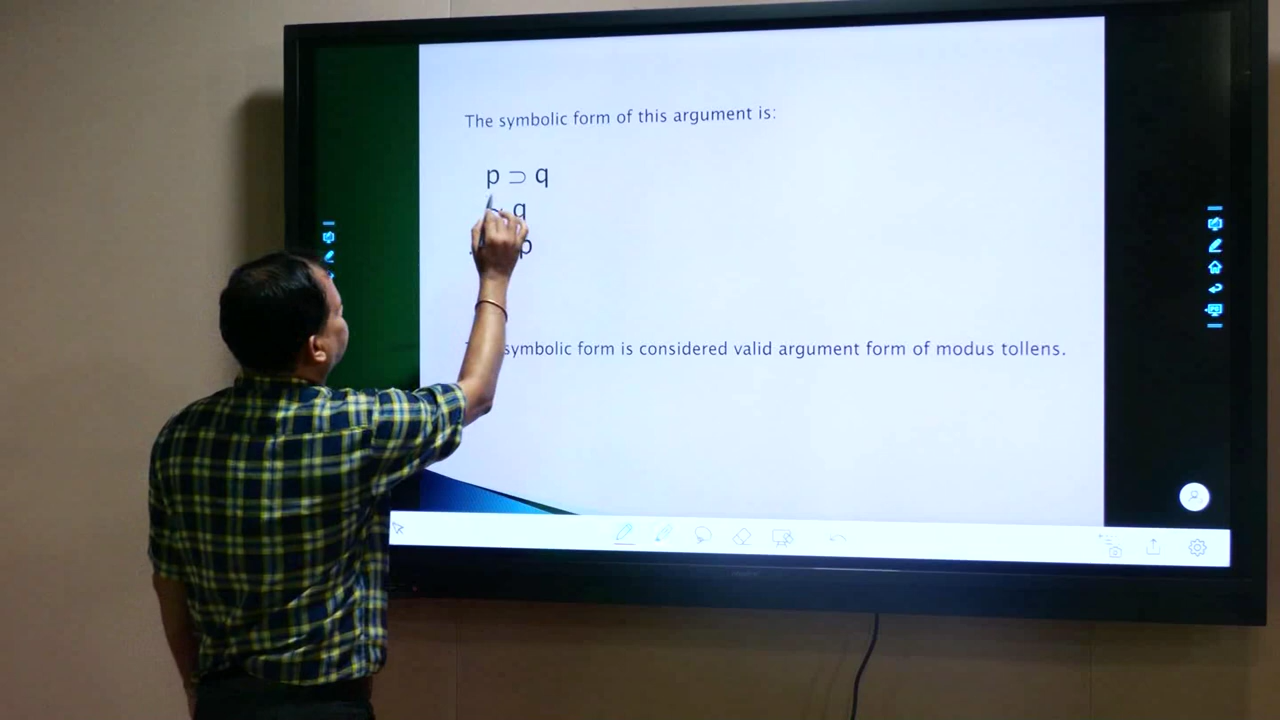 The symbolic form of this argument is:
p ⊃ q
~ q
p
symbolic form is considered valid argument form of modus tollens.